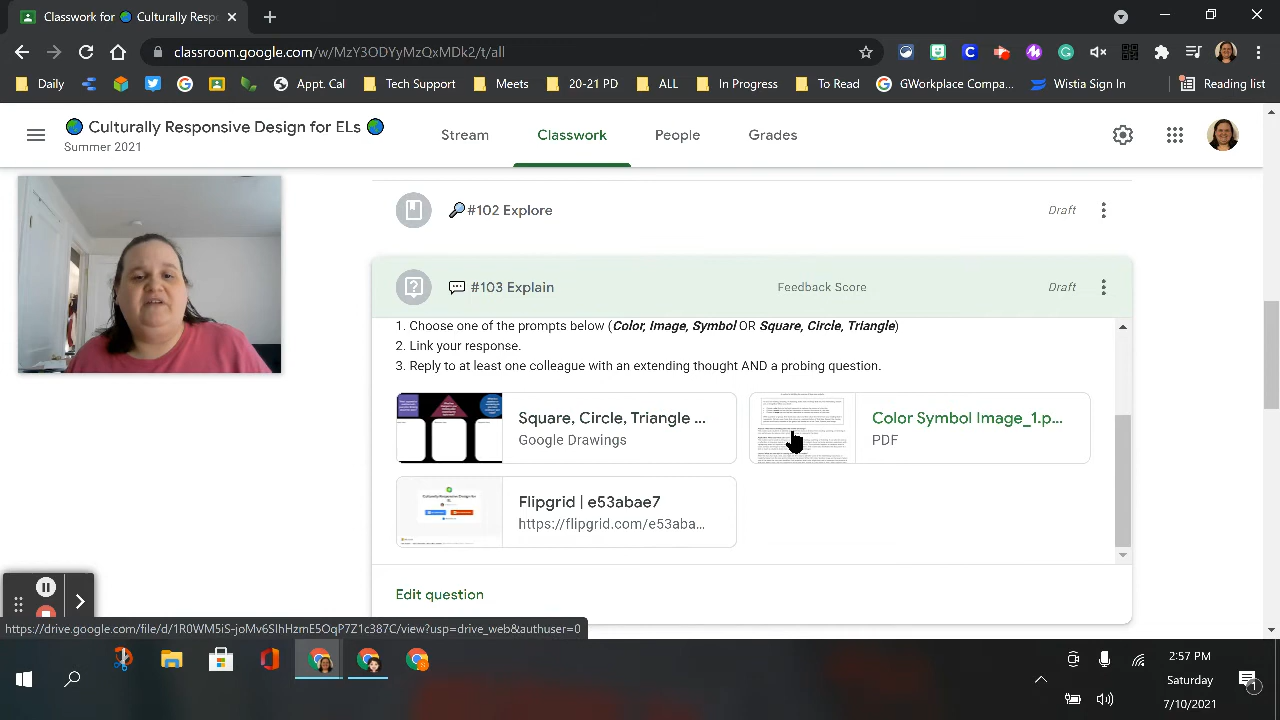 Classwork for 🌏 Culturally Respo
classroom.google.com/w/MzY3ODYyMzQxMDk2/t/all
Daily
Appt. Cal
Tech Support
Meets
20-21 PD
ALL
In Progress
To Read
GWorkplace Compa...
Wistia Sign In
Reading list
🌏 Culturally Responsive Design for ELs 🌏
Summer 2021
Stream
Classwork
People
Grades
🔎#102 Explore
Draft
💬 #103 Explain
Feedback Score
Draft
1. Choose one of the prompts below (Color, Image, Symbol OR Square, Circle, Triangle)
2. Link your response.
3. Reply to at least one colleague with an extending thought AND a probing question.
Square, Circle, Triangle ...
Google Drawings
Color Symbol Image_1.p...
PDF
Flipgrid | e53abae7
https://flipgrid.com/e53aba...
Edit question
https://drive.google.com/file/d/1R0WM5iS-joMv6SlhHzmE5OqP7Z1c387C/view?usp=drive_web&authuser=0
2:57 PM
Saturday
7/10/2021
1